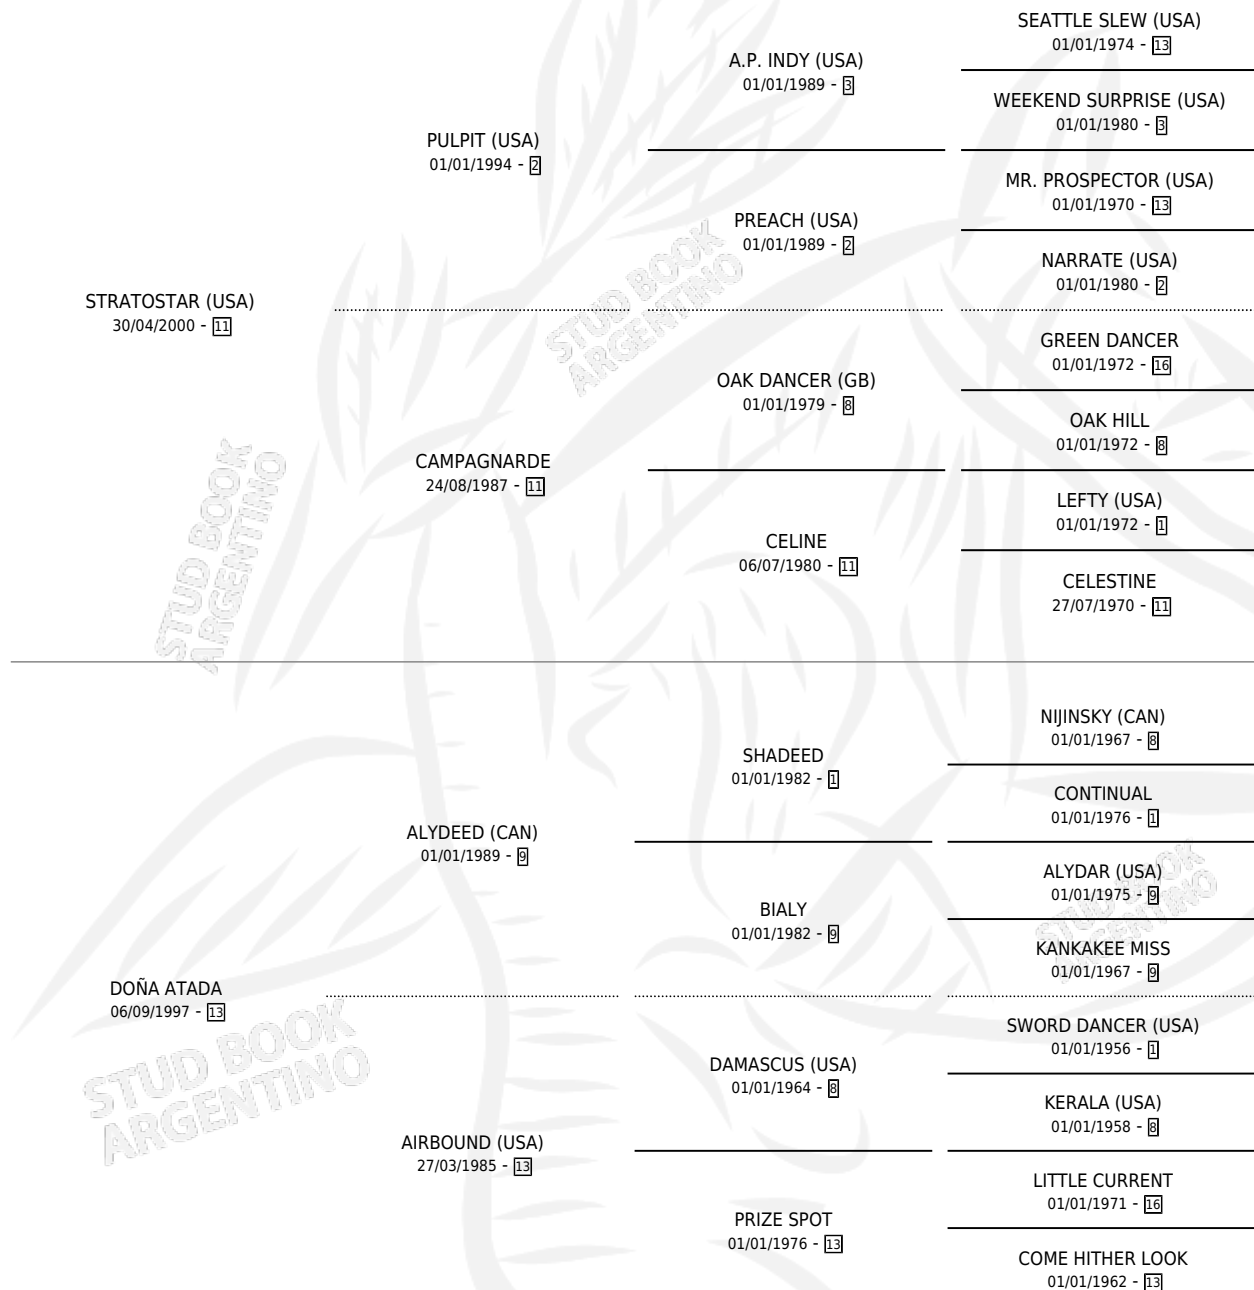 SEATTLE SLEW (USA)
01/01/1974 - 13
A.P. INDY (USA)
01/01/1989 - 3
WEEKEND SURPRISE (USA)
01/01/1980 - 3
PULPIT (USA)
01/01/1994 - 2
MR. PROSPECTOR (USA)
01/01/1970 - 13
PREACH (USA)
01/01/1989 - 2
NARRATE (USA)
01/01/1980 - 2
STRATOSTAR (USA)
30/04/2000 - 11
GREEN DANCER
01/01/1972 - 16
OAK DANCER (GB)
01/01/1979 - 8
OAK HILL
01/01/1972 - 8
CAMPAGNARDE
24/08/1987 - 11
LEFTY (USA)
01/01/1972 - 1
CELINE
06/07/1980 - 11
CELESTINE
27/07/1970 - 11
NIJINSKY (CAN)
01/01/1967 - 8
SHADEED
01/01/1982 - 1
CONTINUAL
01/01/1976 - 1
ALYDEED (CAN)
01/01/1989 - 9
ALYDAR (USA)
01/01/1975 - 9
BIALY
01/01/1982 - 9
KANKAKEE MISS
01/01/1967 - 9
DOÑA ATADA
06/09/1997 - 13
SWORD DANCER (USA)
01/01/1956 - 1
DAMASCUS (USA)
01/01/1964 - 8
KERALA (USA)
01/01/1958 - 8
AIRBOUND (USA)
27/03/1985 - 13
LITTLE CURRENT
01/01/1971 - 16
PRIZE SPOT
01/01/1976 - 13
COME HITHER LOOK
01/01/1962 - 13
STUD BOOK
ARGENTINO
STUD BOOK
ARGENTINO
STUD BOOK
ARGENTINO
STUD BOOK
ARGENTINO